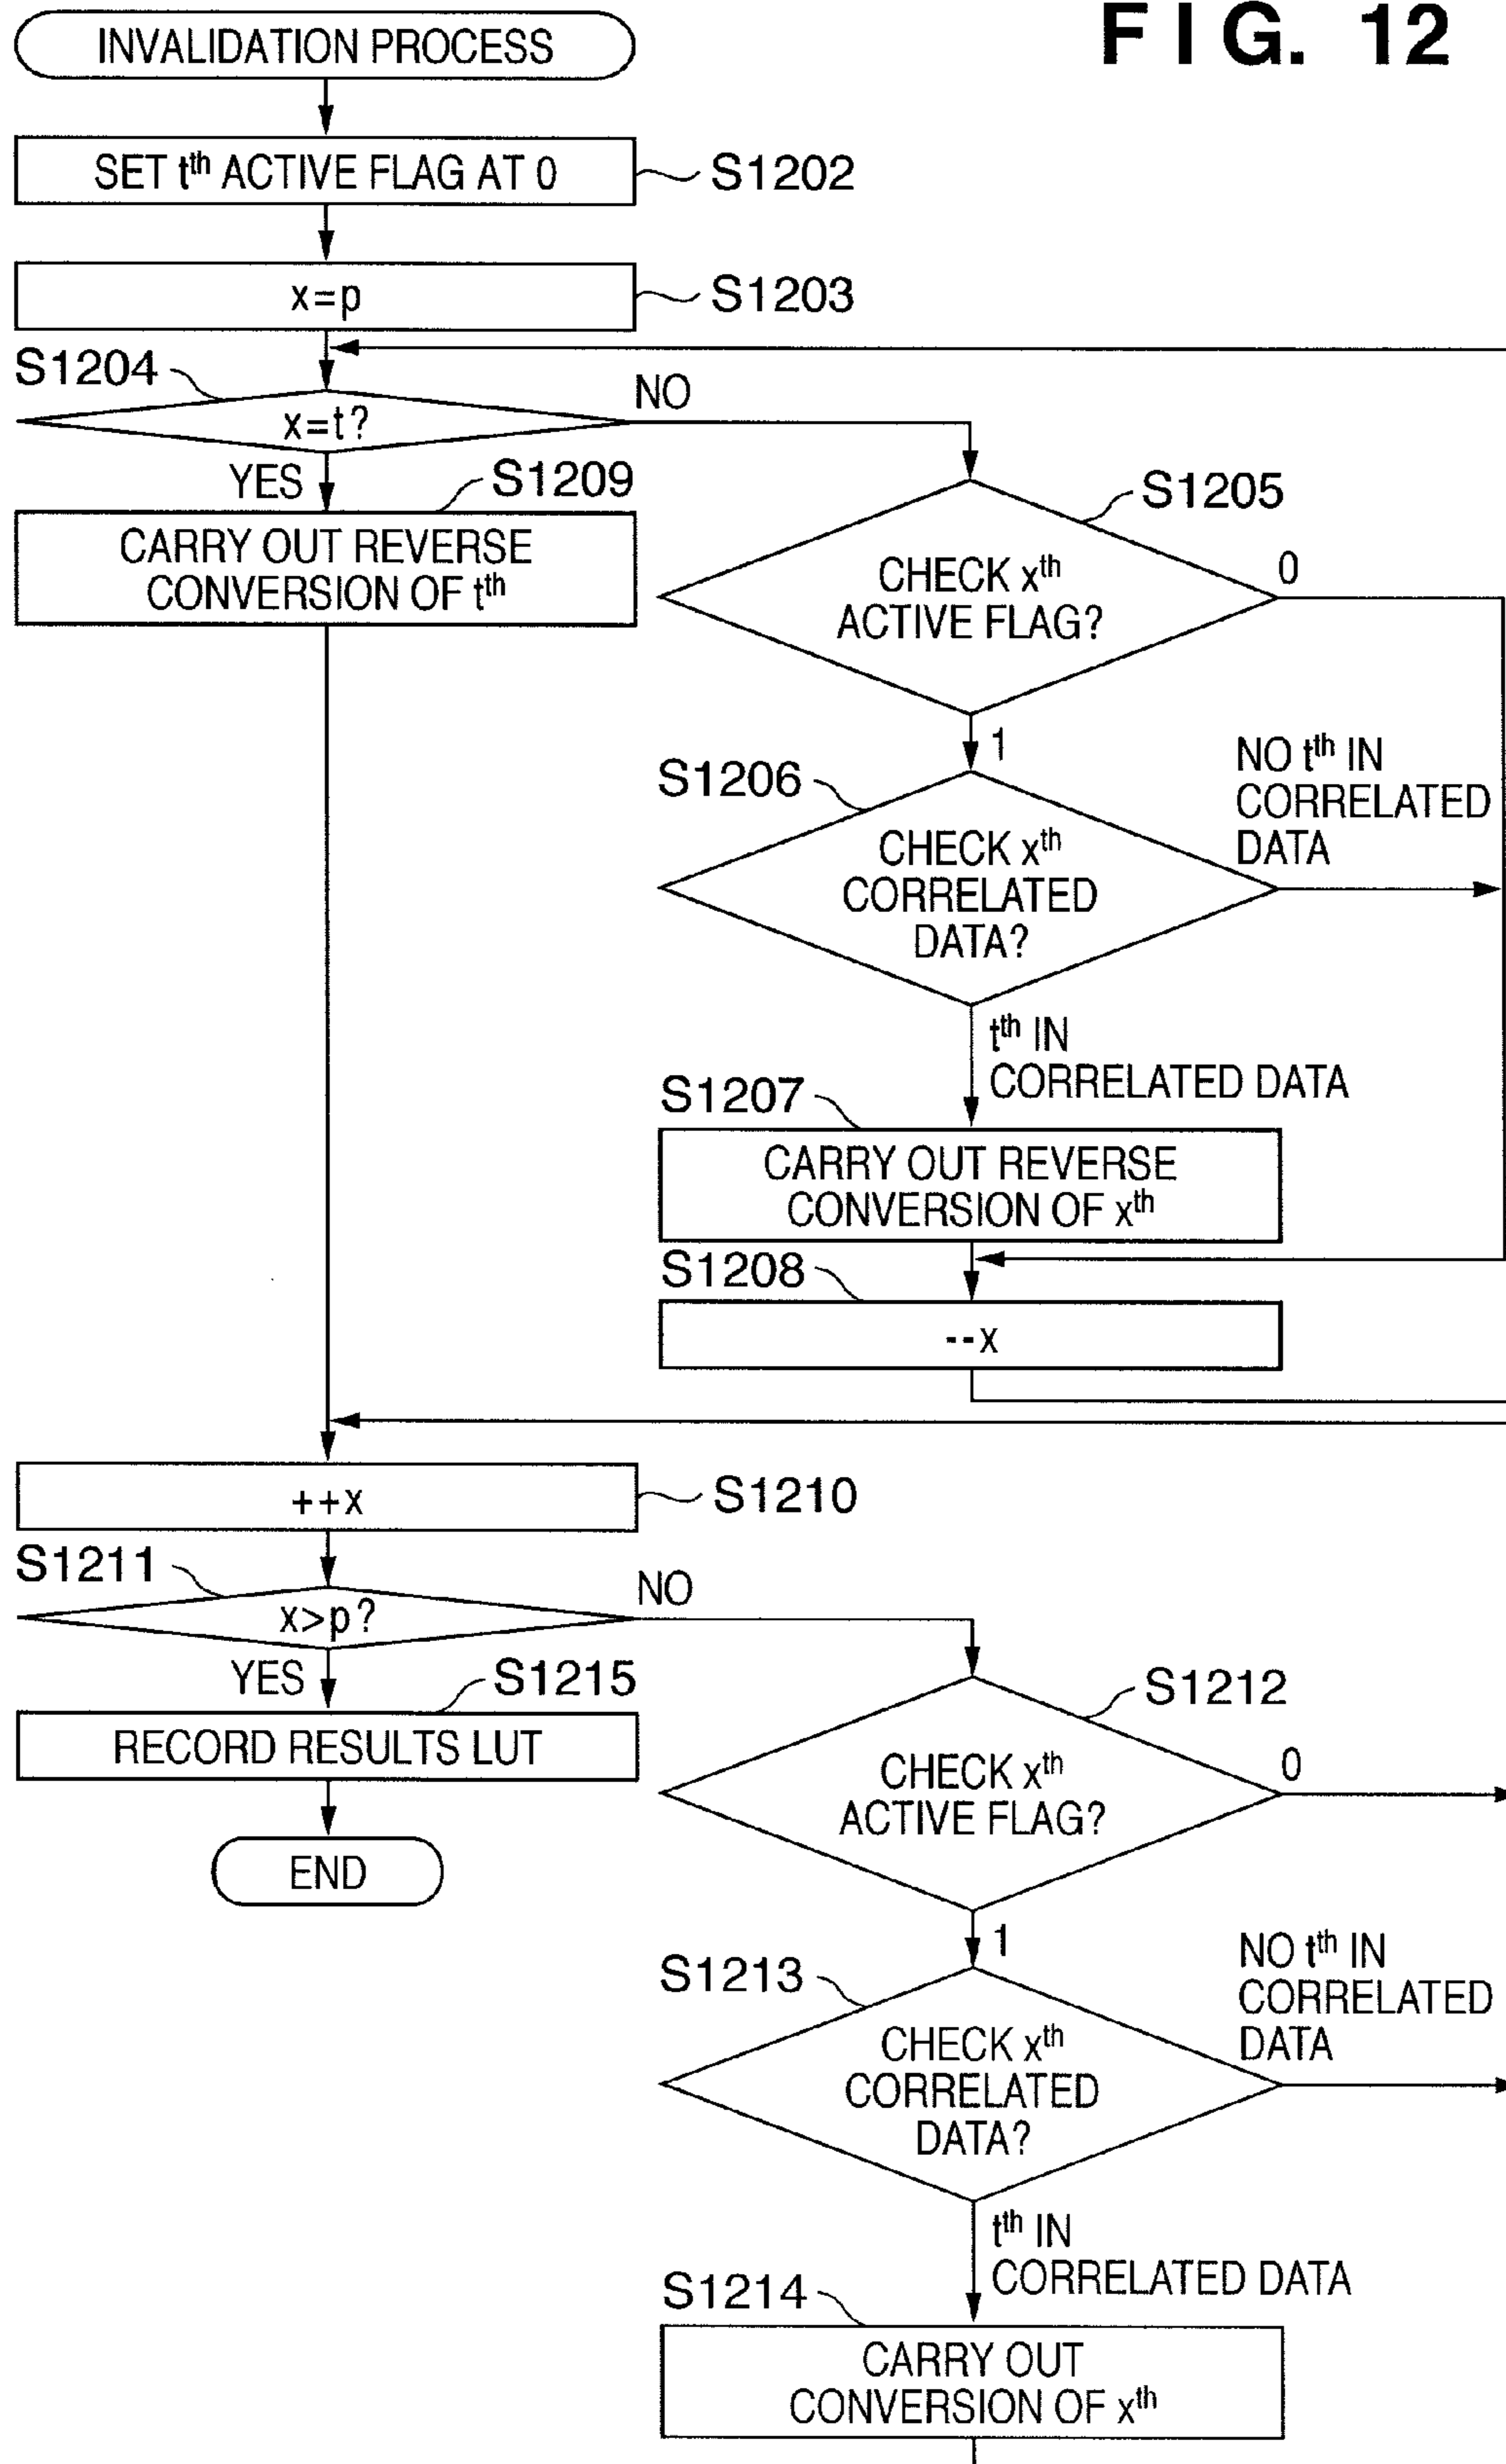 FIG. 12
INVALIDATION PROCESS
SET tth ACTIVE FLAG AT 0
S1202
x=p
S1203
S1204
x=t?
NO
YES
S1209
CARRY OUT REVERSE
CONVERSION OF tth
S1205
CHECK xth
ACTIVE FLAG?
0
1
S1206
CHECK xth
CORRELATED
DATA?
NO tth IN
CORRELATED
DATA
tth IN
CORRELATED DATA
S1207
CARRY OUT REVERSE
CONVERSION OF xth
S1208
--x
++x
S1210
S1211
x>p?
NO
YES
S1215
RECORD RESULTS LUT
END
S1212
CHECK xth
ACTIVE FLAG?
0
1
S1213
CHECK xth
CORRELATED
DATA?
NO tth IN
CORRELATED
DATA
tth IN
CORRELATED DATA
S1214
CARRY OUT
CONVERSION OF xth